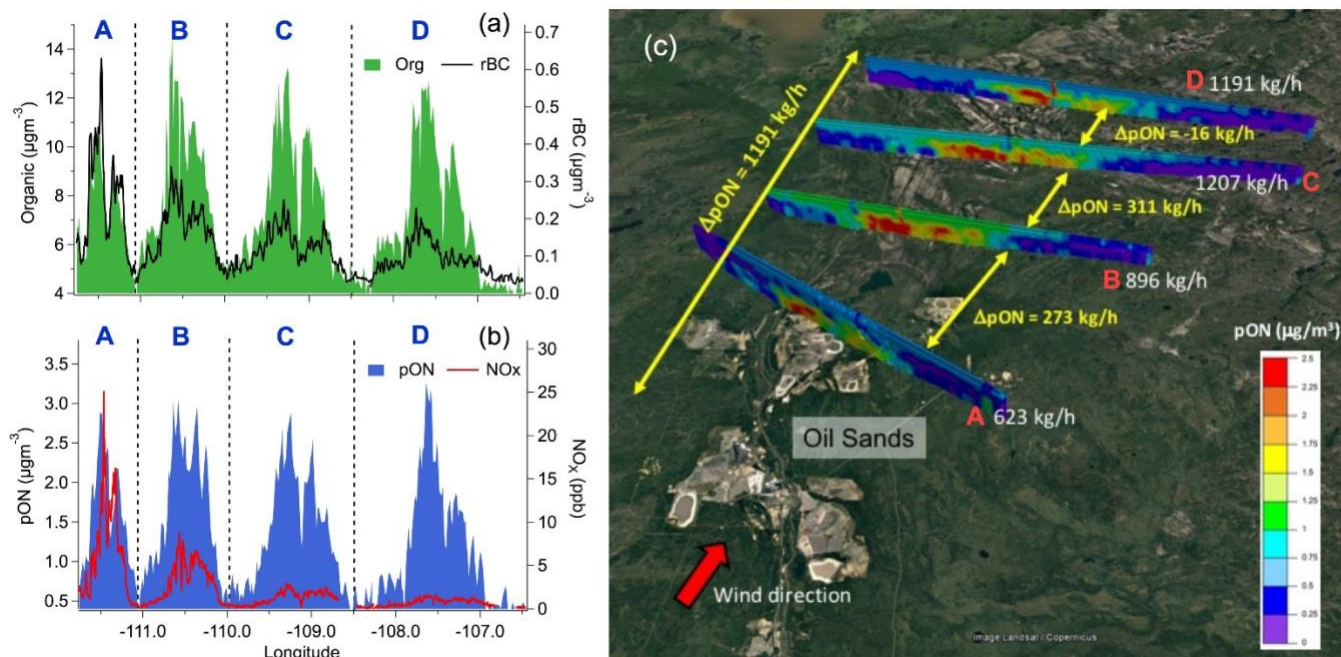 A B C D (a)
Org rBC
14
12
10
8
6
4
Organic (µgm⁻³)
0.7
0.6
0.5
0.4
0.3
0.2
0.1
0.0
rBC (µgm⁻³)
A B C D (b)
pON NOx
3.5
3.0
2.5
2.0
1.5
1.0
0.5
pON (µgm⁻³)
30
25
20
15
10
5
0
NOₓ (ppb)
-111.0 -110.0 -109.0 -108.0 -107.0
Longitude
(c)
D 1191 kg/h
ΔpON = -16 kg/h
ΔpON = 1191 kg/h
1207 kg/h C
ΔpON = 311 kg/h
B 896 kg/h
ΔpON = 273 kg/h
A 623 kg/h
Oil Sands
Wind direction
pON (µg/m³)
2.5
2.25
2
1.75
1.5
1.25
1
0.75
0.5
0.25
0
Image Landsat / Copernicus